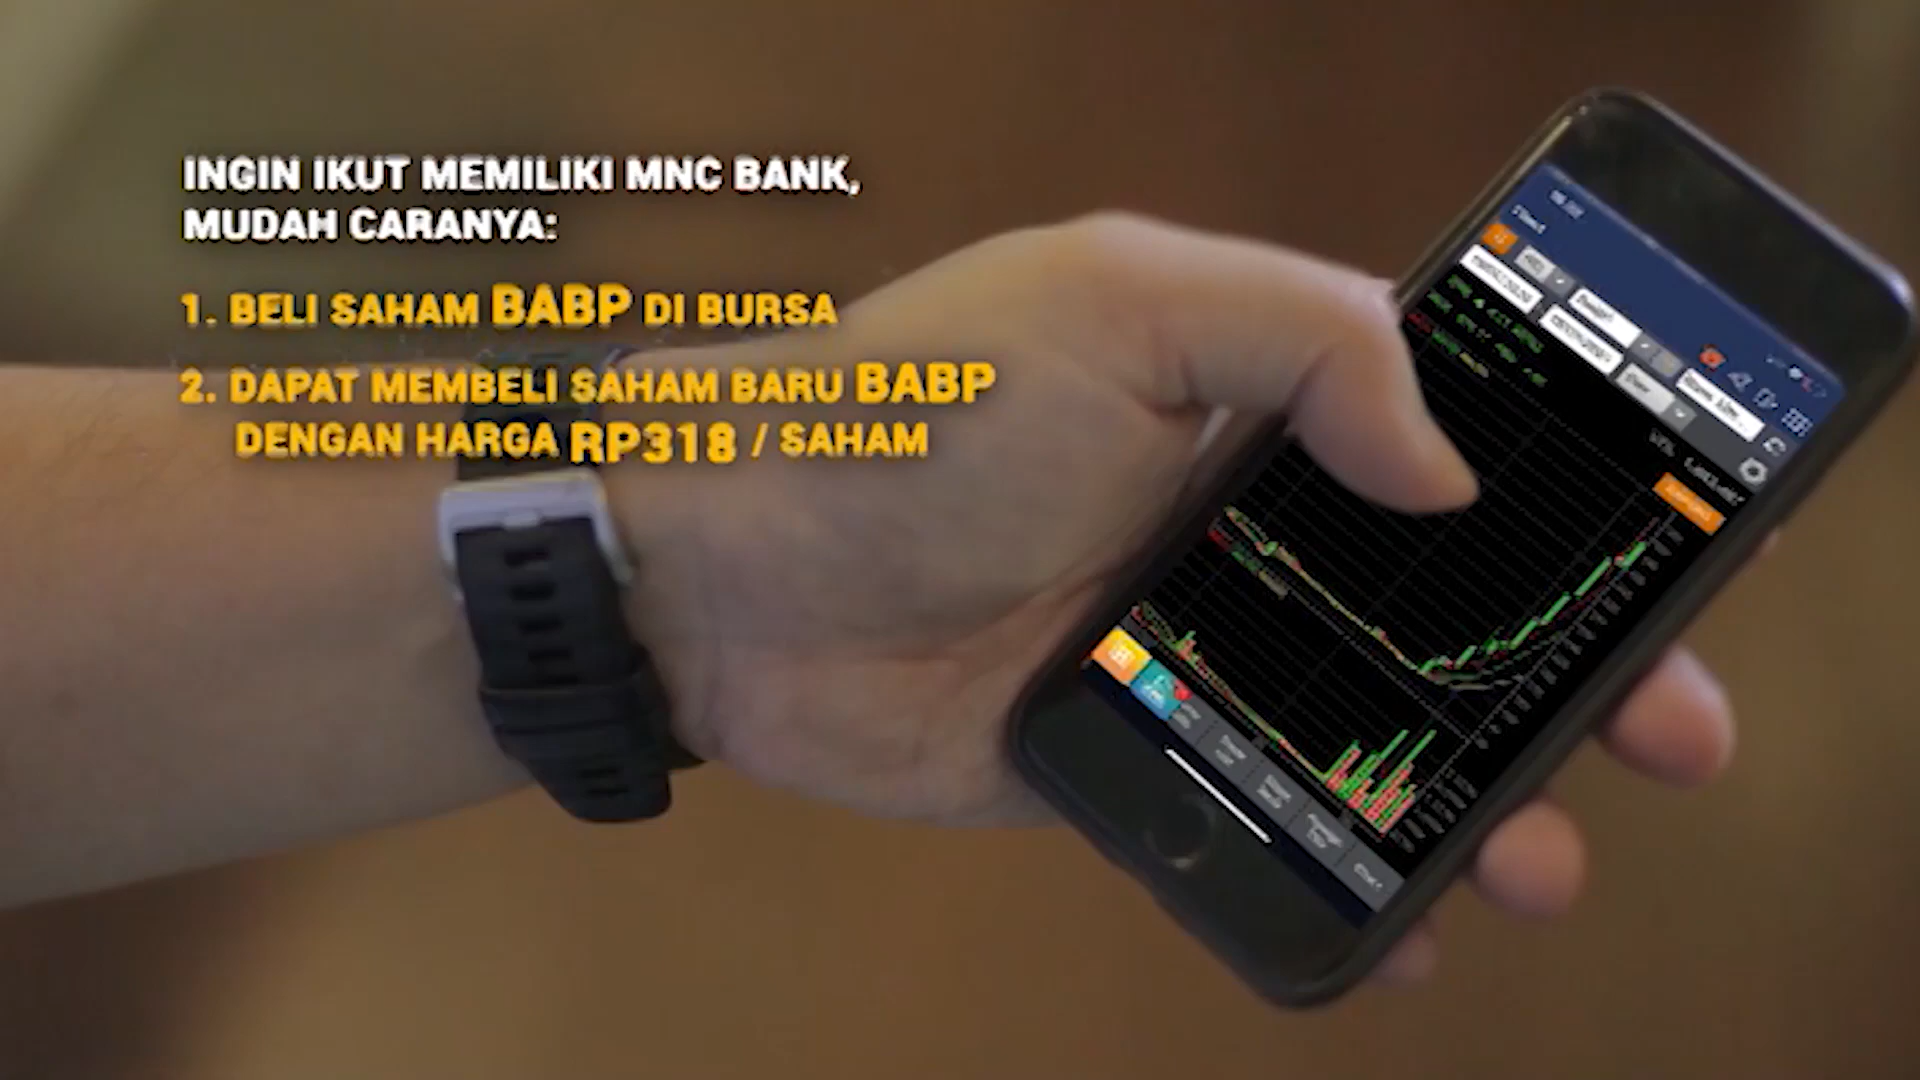 INGIN IKUT MEMILIKI MNC BANK,
MUDAH CARANYA:
1. BELI SAHAM BABP DI BURSA
2. DAPAT MEMBELI SAHAM BARU BABP
DENGAN HARGA RP318 / SAHAM